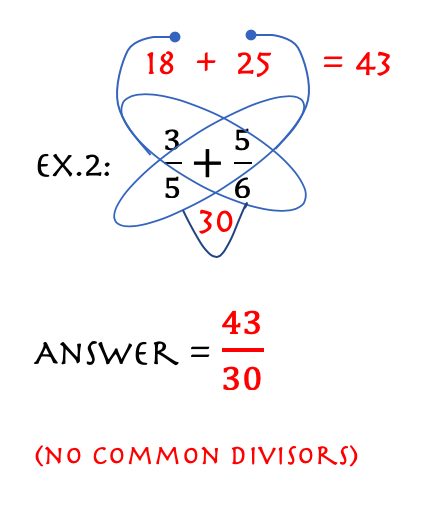 18 + 25 = 43
EX.2: 3/5 + 5/6
30
ANSWER = 43/30
(NO COMMON DIVISORS)